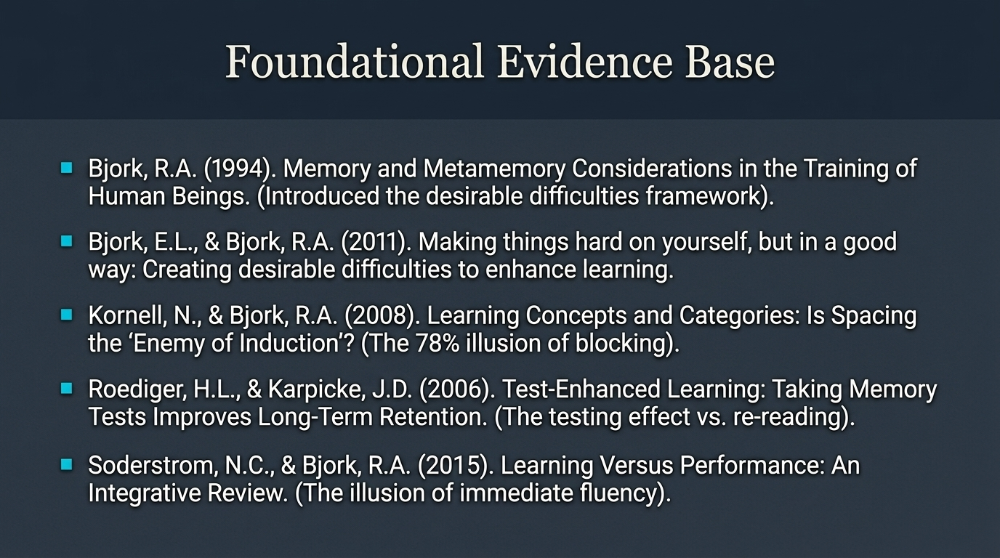 Foundational Evidence Base
Bjork, R.A. (1994). Memory and Metamemory Considerations in the Training of
Human Beings. (Introduced the desirable difficulties framework).
Bjork, E.L., & Bjork, R.A. (2011). Making things hard on yourself, but in a good
way: Creating desirable difficulties to enhance learning.
Kornell, N., & Bjork, R.A. (2008). Learning Concepts and Categories: Is Spacing
the ‘Enemy of Induction’? (The 78% illusion of blocking).
Roediger, H.L., & Karpicke, J.D. (2006). Test-Enhanced Learning: Taking Memory
Tests Improves Long-Term Retention. (The testing effect vs. re-reading).
Soderstrom, N.C., & Bjork, R.A. (2015). Learning Versus Performance: An
Integrative Review. (The illusion of immediate fluency).